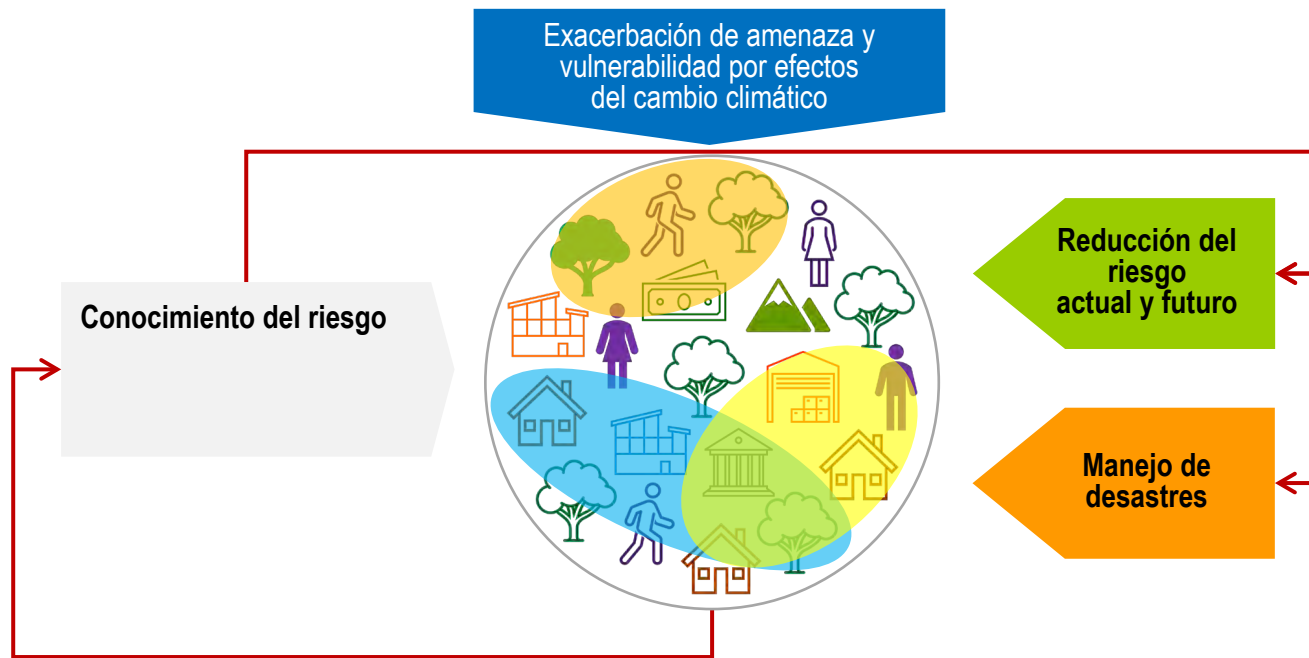 Exacerbación de amenaza y
vulnerabilidad por efectos
del cambio climático
Conocimiento del riesgo
Reducción del
riesgo
actual y futuro
Manejo de
desastres